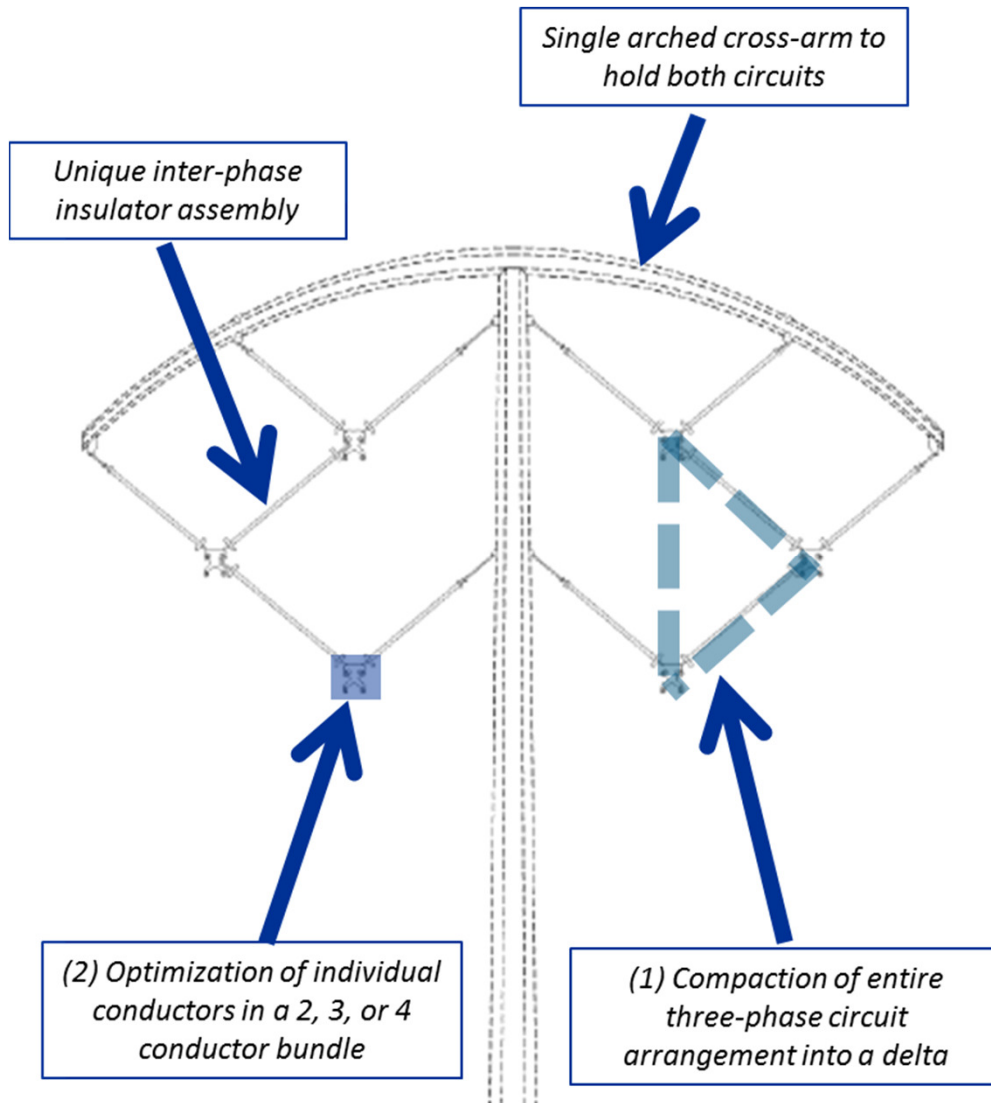 Single arched cross-arm to
hold both circuits
Unique inter-phase
insulator assembly
(2) Optimization of individual
conductors in a 2, 3, or 4
conductor bundle
(1) Compaction of entire
three-phase circuit
arrangement into a delta